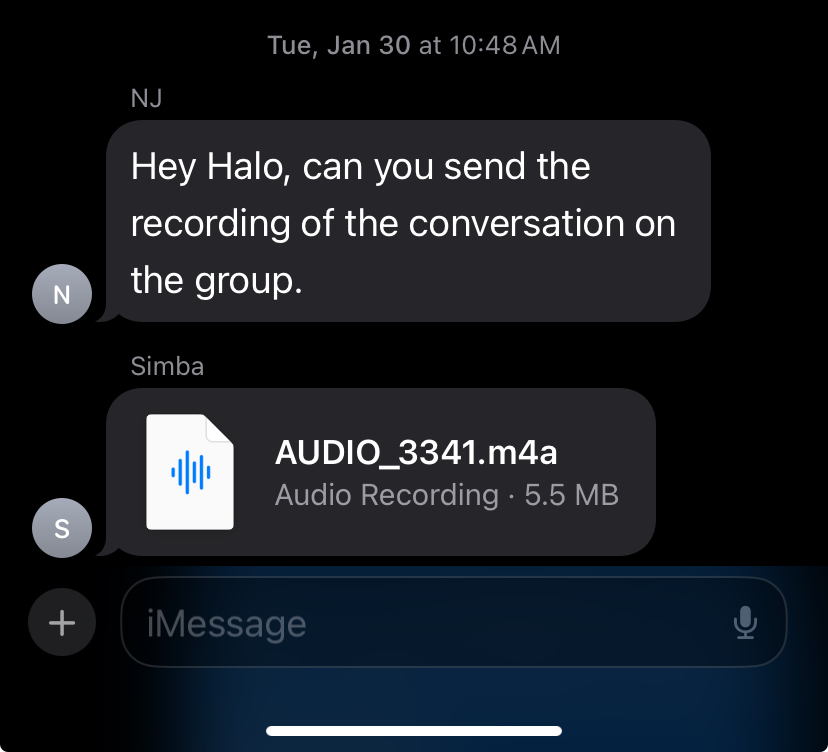 Tue, Jan 30 at 10:48 AM
NJ
Hey Halo, can you send the
recording of the conversation on
the group.
N
Simba
AUDIO_3341.m4a
Audio Recording · 5.5 MB
S
iMessage